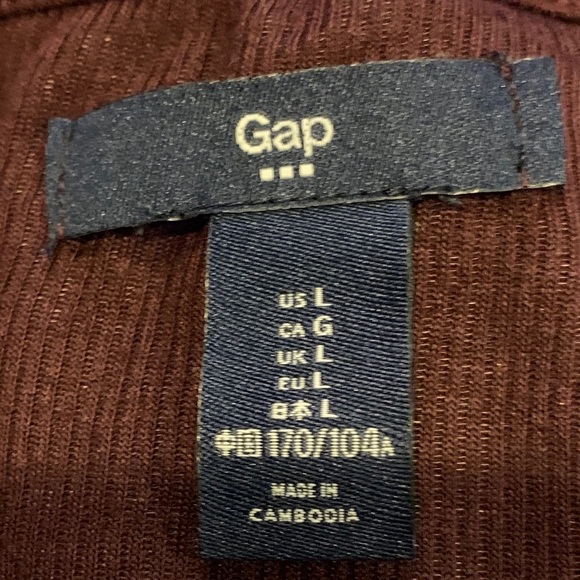 Gap
US L
CA G
UK L
EU L
日本 L
中国 170/104A
MADE IN
CAMBODIA